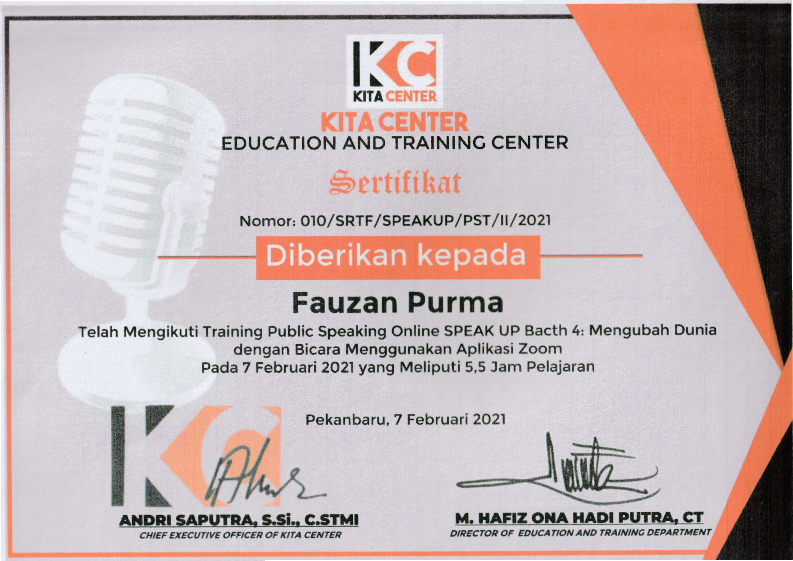 KC
KITA CENTER
KITA CENTER
EDUCATION AND TRAINING CENTER
Sertifikat
Nomor: 010/SRTF/SPEAKUP/PST/II/2021
Diberikan kepada
Fauzan Purma
Telah Mengikuti Training Public Speaking Online SPEAK UP Bacth 4: Mengubah Dunia
dengan Bicara Menggunakan Aplikasi Zoom
Pada 7 Februari 2021 yang Meliputi 5,5 Jam Pelajaran
Pekanbaru, 7 Februari 2021
KC
ANDRI SAPUTRA, S.Si., C.STMI
CHIEF EXECUTIVE OFFICER OF KITA CENTER
M. HAFIZ ONA HADI PUTRA, CT
DIRECTOR OF EDUCATION AND TRAINING DEPARTMENT